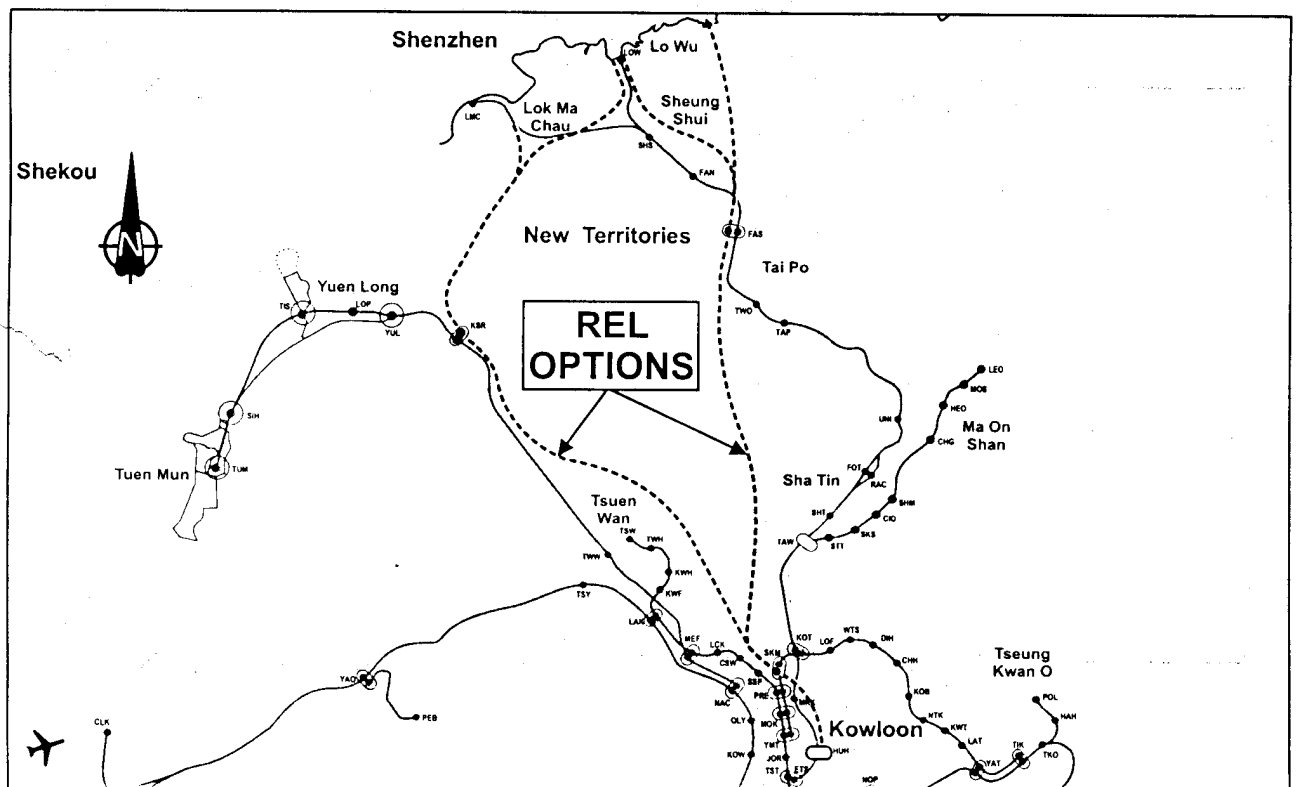 Shenzhen
LOW
Lo Wu
Lok Ma
Chau
LMC
Sheung
Shui
SHS
FAN
Shekou
N
New Territories
FAS
Tai Po
TWO
TAP
Yuen Long
TIS
LOP
YUL
KSR
REL
OPTIONS
LEO
MOS
HEO
CHG
Ma On
Shan
UNI
SIH
Tuen Mun
TUM
FOT
RAC
Sha Tin
SHM
CIO
SHT
SKS
STT
TAW
Tsuen
Wan
TSW
TWH
TWW
KWH
KWF
TSY
LAK
MEF
LCK
CSW
SSP
SKM
KOT
LOF
WTS
DIH
CHH
Tseung
Kwan O
YAO
NAC
PRE
KOB
POL
PEB
CLK
OLY
MOK
NTK
HAH
KWT
Kowloon
YMT
KOW
JOR
HUH
LAT
TIK
TKO
TST
ETS
YAT
NOP